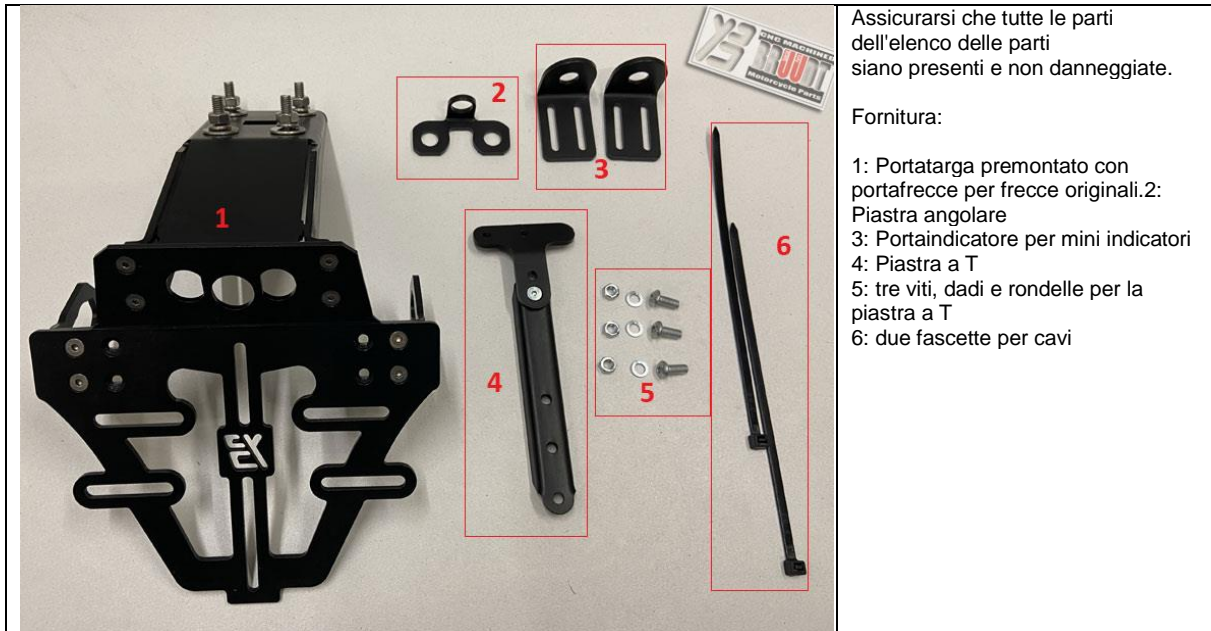 CNC MACHINED
Motorcycle Parts
2
3
1
4
5
6
Assicurarsi che tutte le parti
dell'elenco delle parti
siano presenti e non danneggiate.
Fornitura:
1: Portatarga premontato con
portafrecce per frecce originali.2:
Piastra angolare
3: Portaindicatore per mini indicatori
4: Piastra a T
5: tre viti, dadi e rondelle per la
piastra a T
6: due fascette per cavi